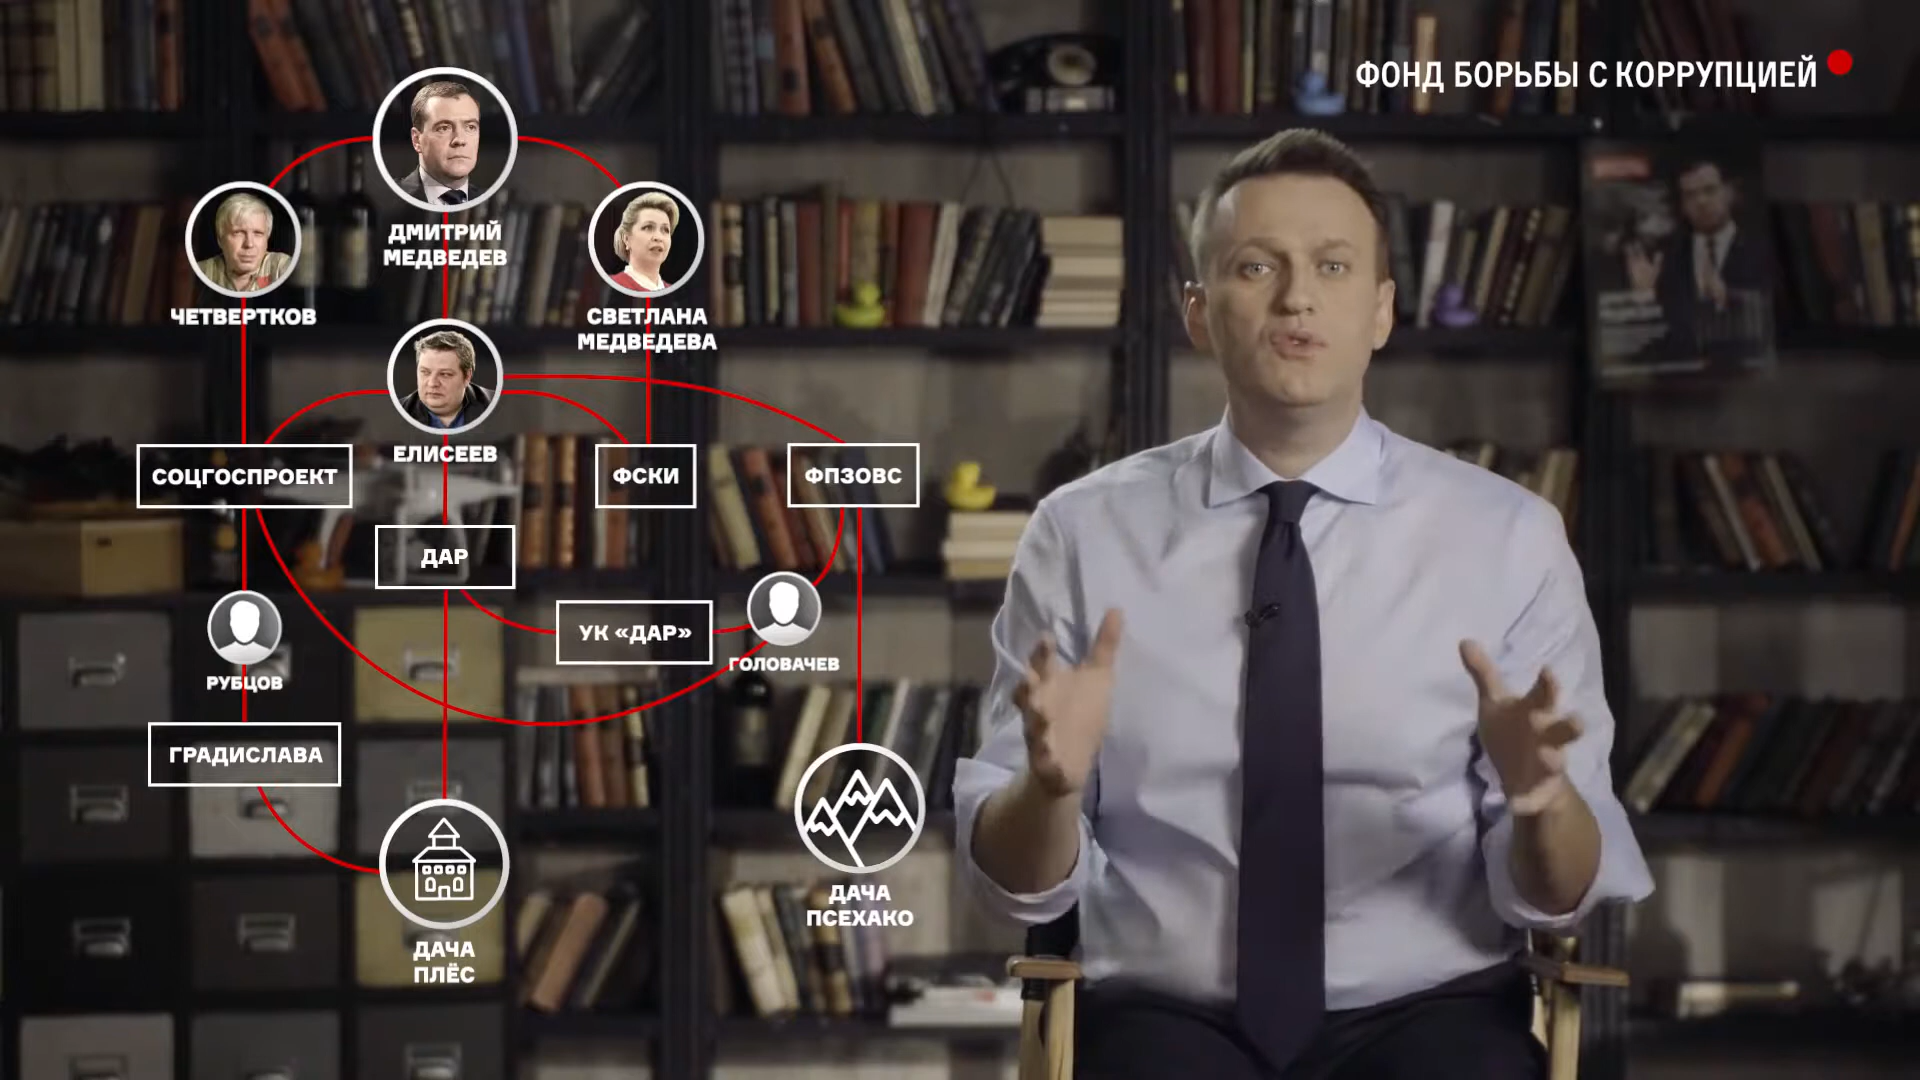 ФОНД БОРЬБЫ С КОРРУПЦИЕЙ
ДМИТРИЙ
МЕДВЕДЕВ
ЧЕТВЕРТКОВ
СВЕТЛАНА
МЕДВЕДЕВА
ЕЛИСЕЕВ
СОЦГОСПРОЕКТ
ФСКИ
ФПЗОВС
ДАР
УК «ДАР»
ГОЛОВАЧЕВ
РУБЦОВ
ГРАДИСЛАВА
ДАЧА
ПСЕХАКО
ДАЧА
ПЛЁС